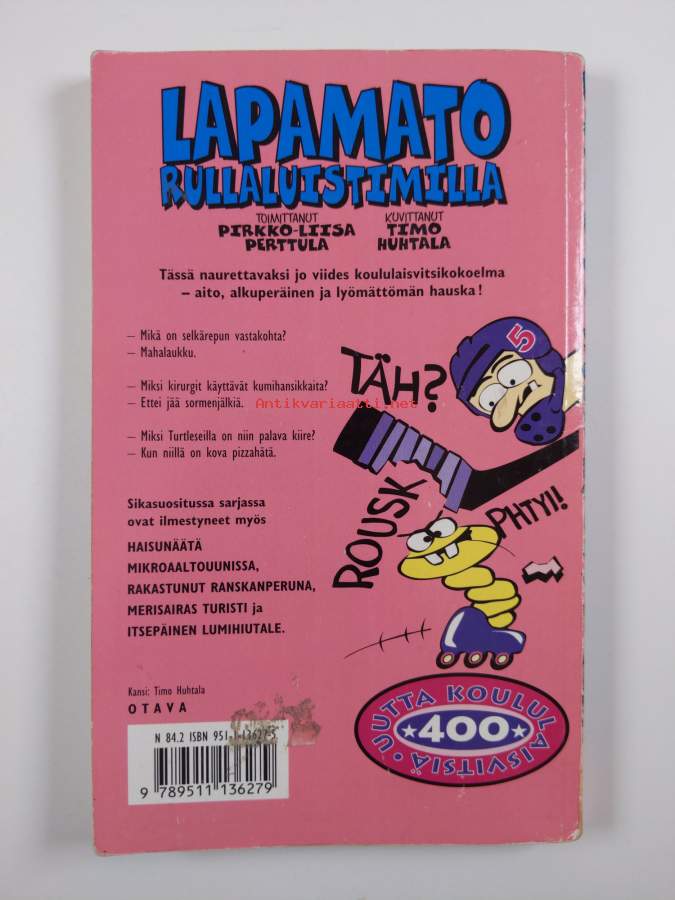 LAPAMATO
RULLALUISTIMILLA
TOIMITTANUT
PIRKKO-LIISA
PERTTULA
KUVITTANUT
TIMO
HUHTALA
Tässä naurettavaksi jo viides koululaisvitsikokoelma
– aito, alkuperäinen ja lyömättömän hauska!
– Mikä on selkärepun vastakohta?
– Mahalaukku.
– Miksi kirurgit käyttävät kumihansikkaita?
– Ettei jää sormenjälkiä.
– Miksi Turtleseilla on niin palava kiire?
– Kun niillä on kova pizzahätä.
Antikvariaatti.net
TÄH?
5
ROUSK
PHTYI!
Sikasuositussa sarjassa
ovat ilmestyneet myös
HAISUNÄÄTÄ
MIKROAALTOUUNISSA,
RAKASTUNUT RANSKANPERUNA,
MERISAIRAS TURISTI ja
ITSEPÄINEN LUMIHIUTALE.
Kansi: Timo Huhtala
OTAVA
N 84.2 ISBN 951-1-13627-5
9 789511 136279
UUTTA KOULULAISVITSIÄ
400